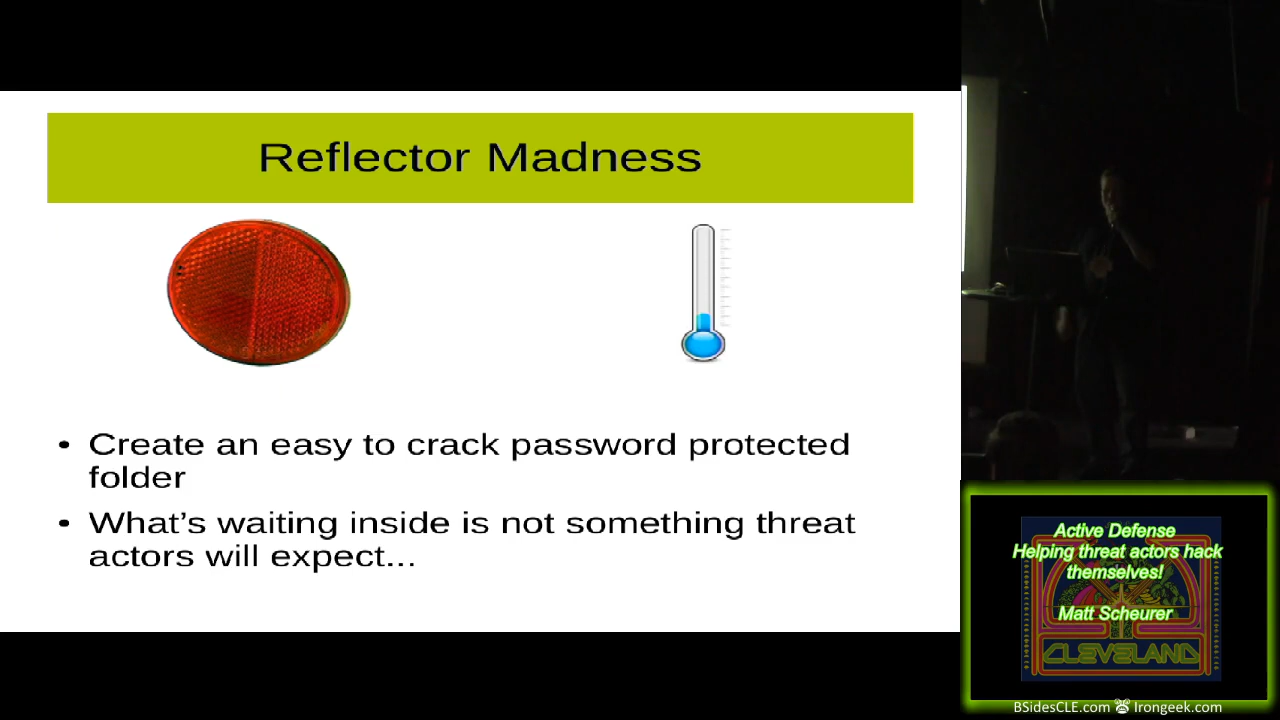 Reflector Madness
• Create an easy to crack password protected
folder
• What’s waiting inside is not something threat
actors will expect...
Active Defense
Helping threat actors hack
themselves!
Matt Scheurer
CLEVELAND
BSidesCLE.com Irongeek.com